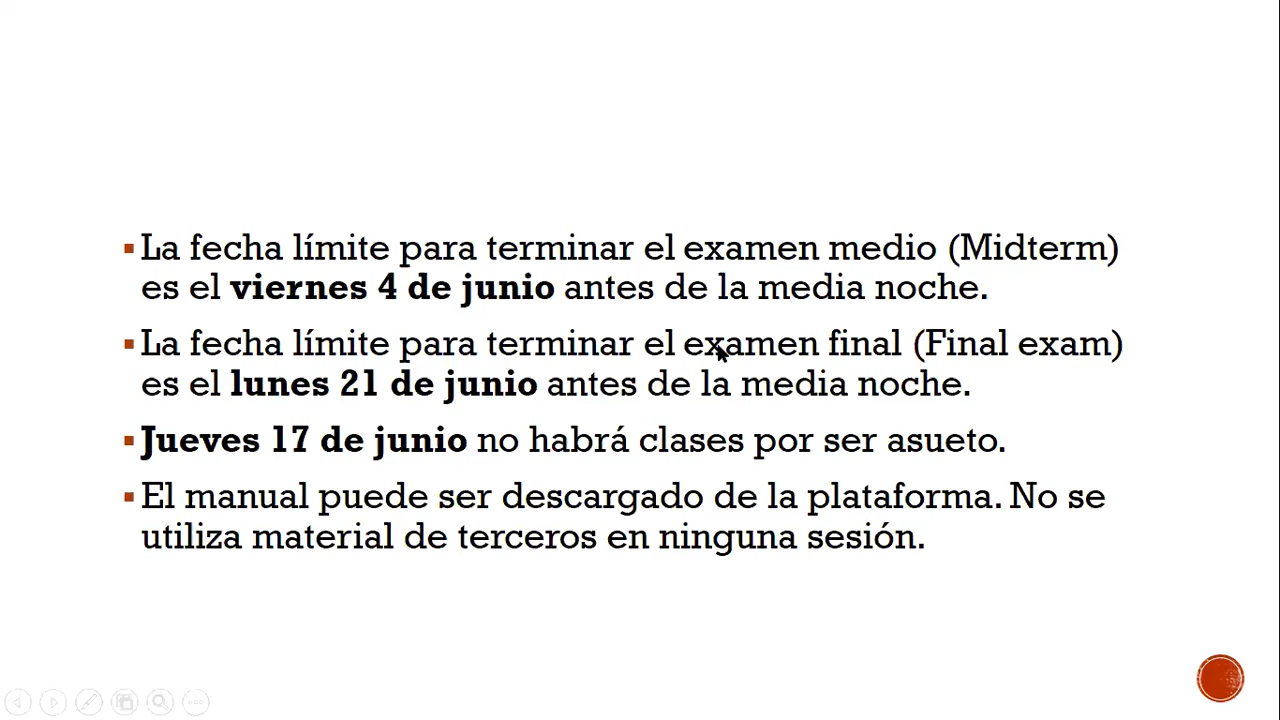 La fecha límite para terminar el examen medio (Midterm)
es el viernes 4 de junio antes de la media noche.
La fecha límite para terminar el examen final (Final exam)
es el lunes 21 de junio antes de la media noche.
Jueves 17 de junio no habrá clases por ser asueto.
El manual puede ser descargado de la plataforma. No se
utiliza material de terceros en ninguna sesión.